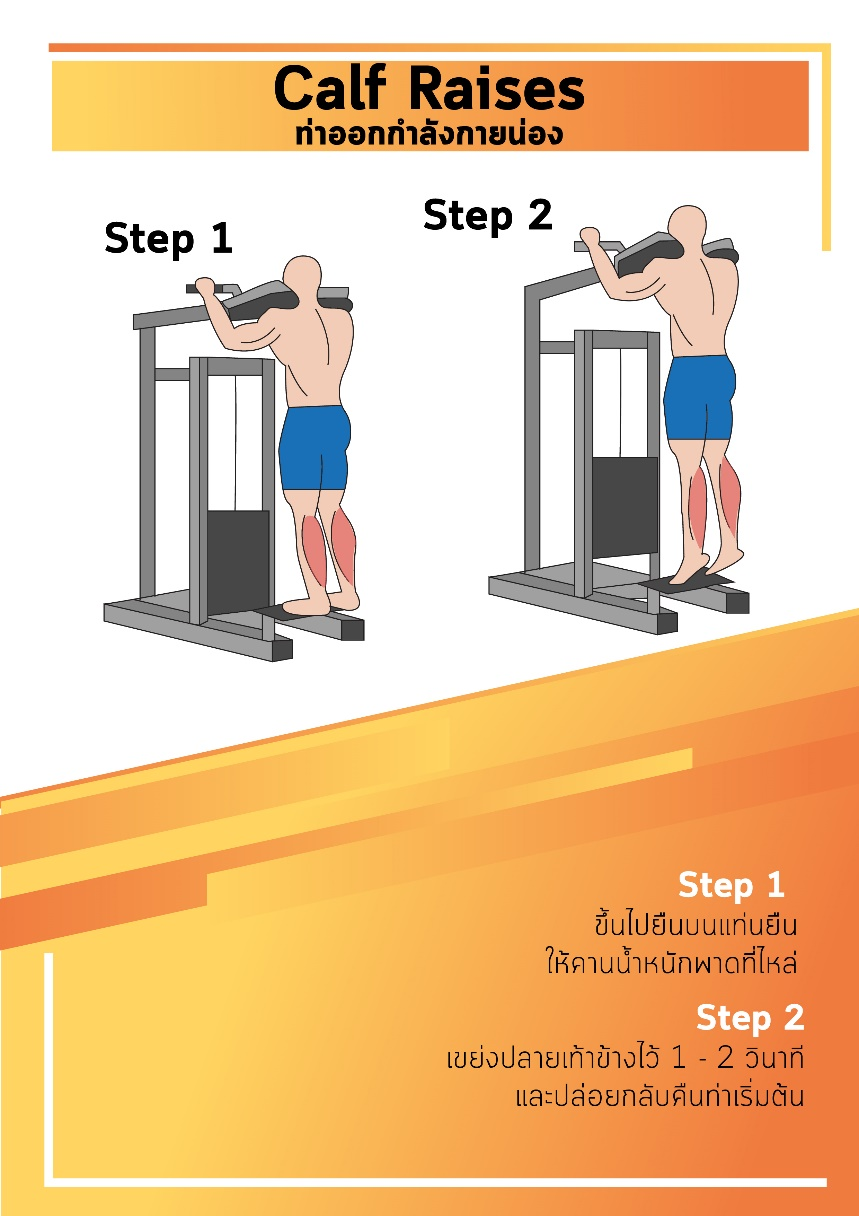 Calf Raises
ท่าออกกำลังกายน่อง
Step 1
Step 2
Step 1
ขึ้นไปยืนบนแท่นยืน
ให้คานน้ำหนักพาดที่ไหล่
Step 2
เขย่งปลายเท้าข้างไว้ 1 - 2 วินาที
และปล่อยกลับคืนท่าเริ่มต้น